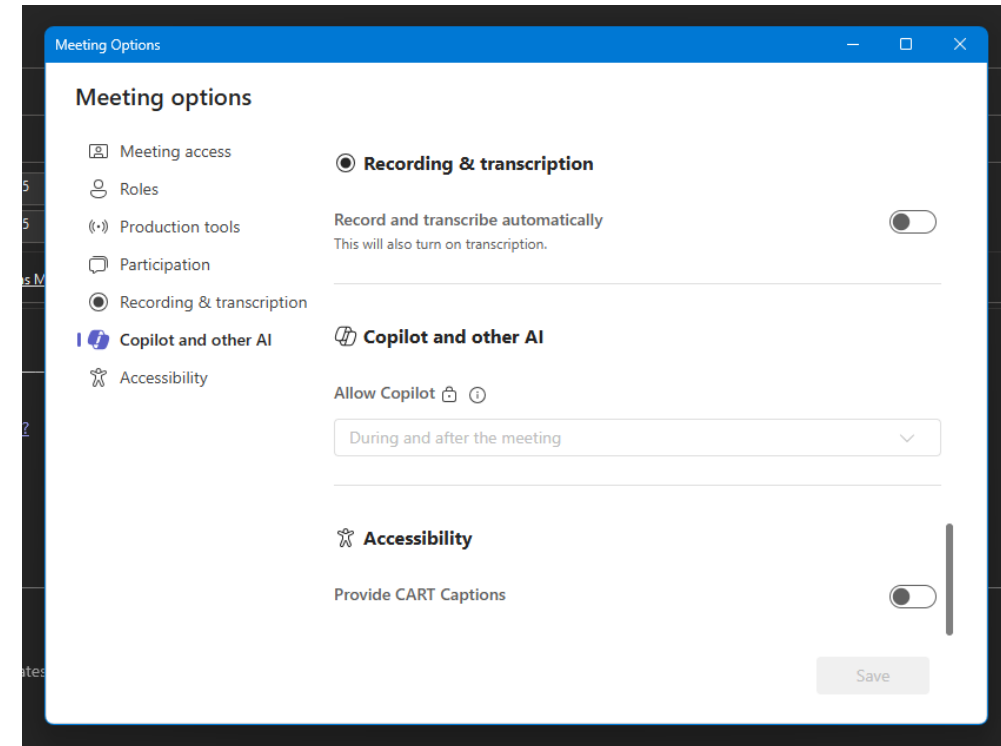 Meeting Options
Meeting options
Meeting access
Roles
Production tools
Participation
Recording & transcription
Copilot and other AI
Accessibility
Recording & transcription
Record and transcribe automatically
This will also turn on transcription.
Copilot and other AI
Allow Copilot
During and after the meeting
Accessibility
Provide CART Captions
Save
5
5
?